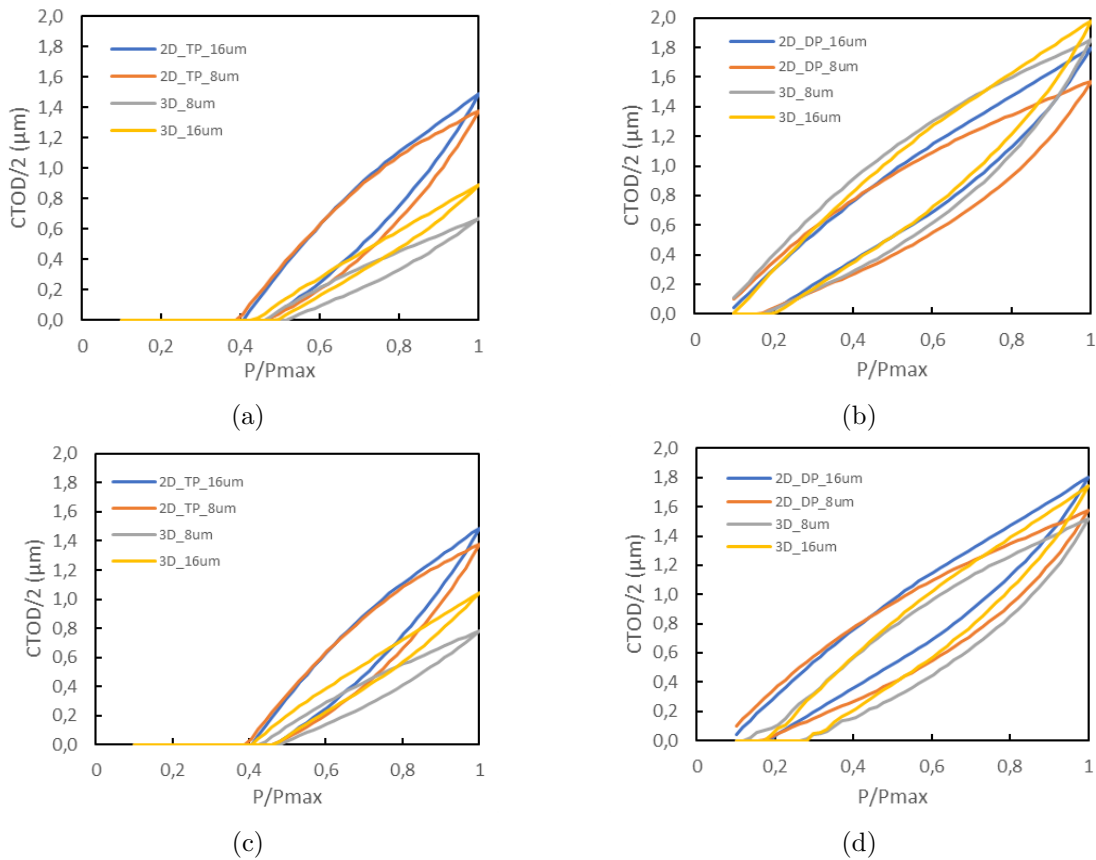 2,0
1,8
1,6
1,4
1,2
1,0
0,8
0,6
0,4
0,2
0,0
CTOD/2 (μm)
2D_TP_16um
2D_TP_8um
3D_8um
3D_16um
0 0,2 0,4 0,6 0,8 1
P/Pmax
(a)
2,0
1,8
1,6
1,4
1,2
1,0
0,8
0,6
0,4
0,2
0,0
CTOD/2 (μm)
2D_DP_16um
2D_DP_8um
3D_8um
3D_16um
0 0,2 0,4 0,6 0,8 1
P/Pmax
(b)
2,0
1,8
1,6
1,4
1,2
1,0
0,8
0,6
0,4
0,2
0,0
CTOD/2 (μm)
2D_TP_16um
2D_TP_8um
3D_8um
3D_16um
0 0,2 0,4 0,6 0,8 1
P/Pmax
(c)
2,0
1,8
1,6
1,4
1,2
1,0
0,8
0,6
0,4
0,2
0,0
CTOD/2 (μm)
2D_DP_16um
2D_DP_8um
3D_8um
3D_16um
0 0,2 0,4 0,6 0,8 1
P/Pmax
(d)